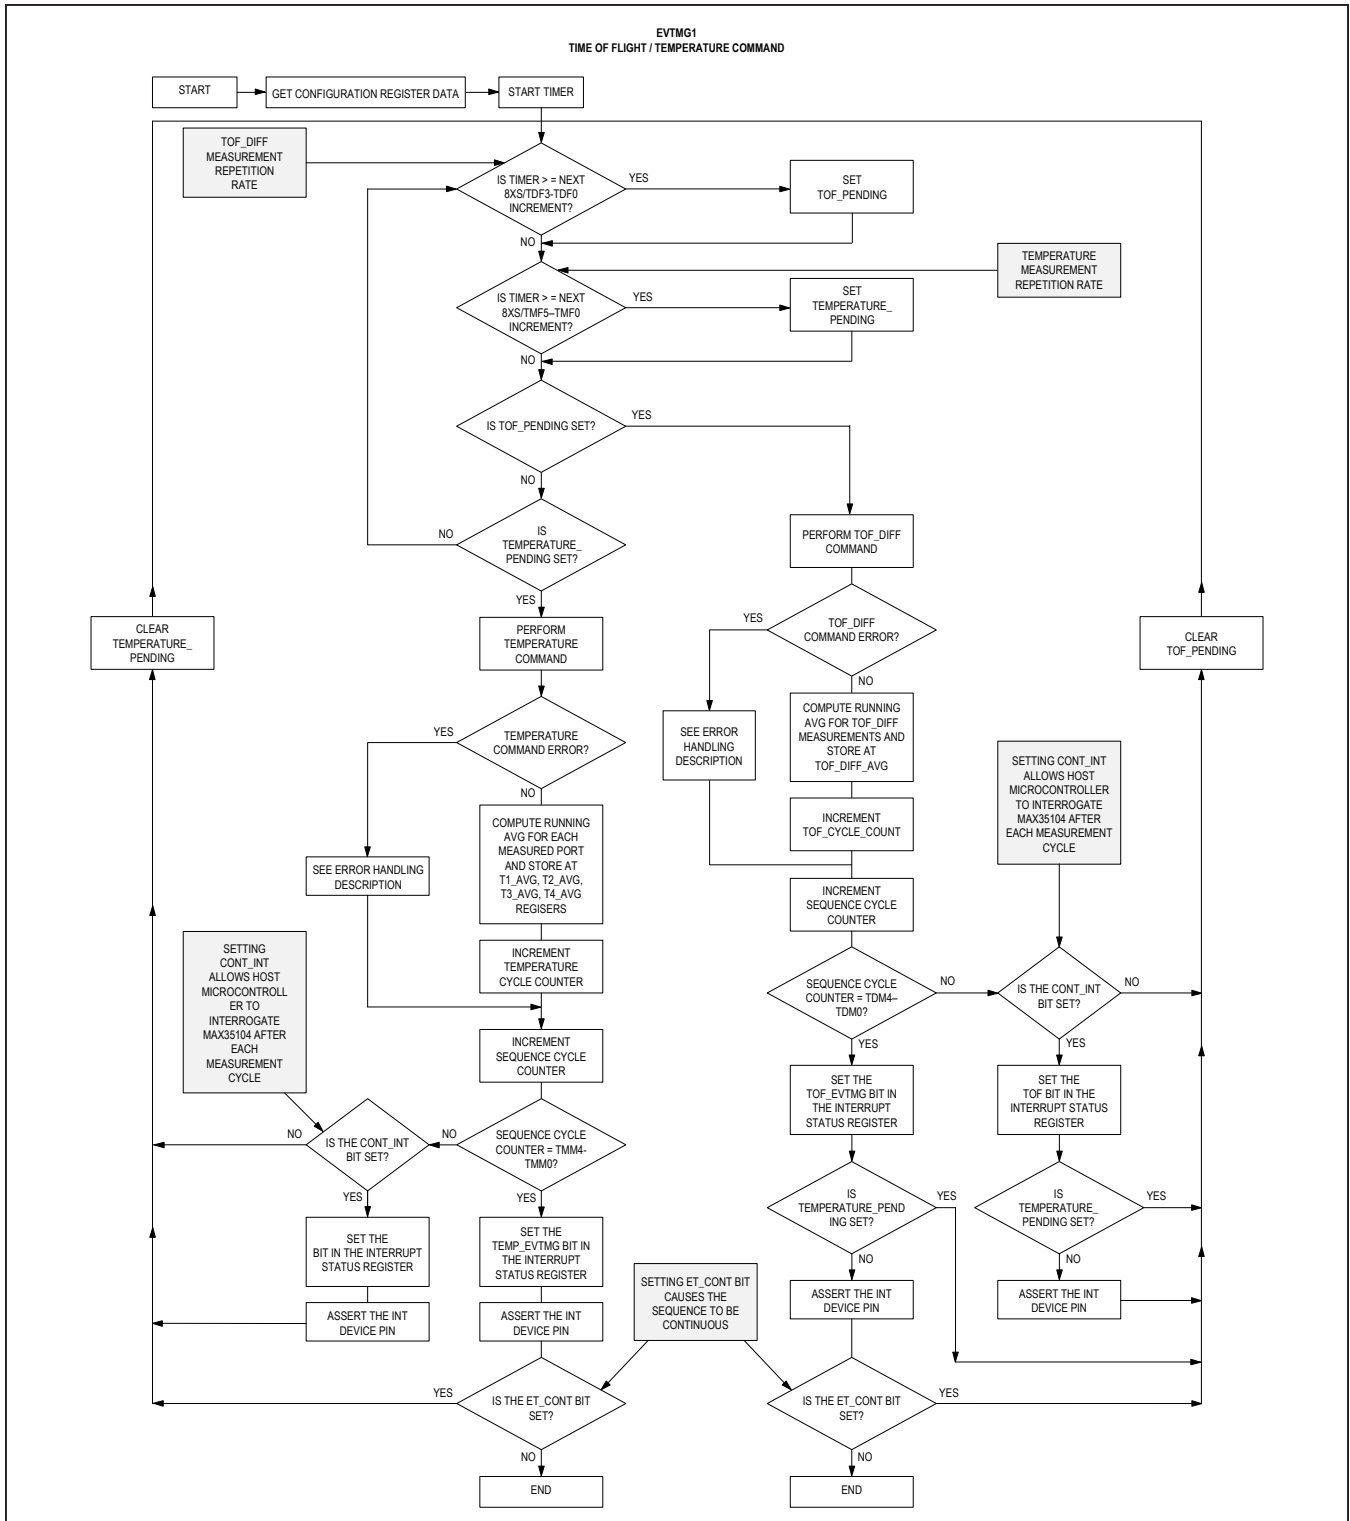 EVTMG1
TIME OF FLIGHT / TEMPERATURE COMMAND
START
GET CONFIGURATION REGISTER DATA
START TIMER
TOF_DIFF
MEASUREMENT
REPETITION
RATE
IS TIMER > = NEXT
8XS/TDF3-TDF0
INCREMENT?
YES
SET
TOF_PENDING
NO
TEMPERATURE
MEASUREMENT
REPETITION RATE
IS TIMER > = NEXT
8XS/TMF5–TMF0
INCREMENT?
YES
SET
TEMPERATURE_
PENDING
NO
IS TOF_PENDING SET?
YES
NO
IS
TEMPERATURE_
PENDING SET?
NO
YES
PERFORM TOF_DIFF
COMMAND
CLEAR
TEMPERATURE_
PENDING
PERFORM
TEMPERATURE
COMMAND
YES
TOF_DIFF
COMMAND ERROR?
NO
CLEAR
TOF_PENDING
YES
TEMPERATURE
COMMAND ERROR?
NO
SEE ERROR
HANDLING
DESCRIPTION
COMPUTE RUNNING
AVG FOR TOF_DIFF
MEASUREMENTS AND
STORE AT
TOF_DIFF_AVG
SETTING CONT_INT
ALLOWS HOST
MICROCONTROLLER
TO INTERROGATE
MAX35104 AFTER
EACH MEASUREMENT
CYCLE
INCREMENT
TOF_CYCLE_COUNT
SEE ERROR HANDLING
DESCRIPTION
COMPUTE RUNNING
AVG FOR EACH
MEASURED PORT
AND STORE AT
T1_AVG, T2_AVG,
T3_AVG, T4_AVG
REGISERS
INCREMENT
SEQUENCE CYCLE
COUNTER
SETTING
CONT_INT
ALLOWS HOST
MICROCONTROLL
ER TO
INTERROGATE
MAX35104 AFTER
EACH
MEASUREMENT
CYCLE
INCREMENT
TEMPERATURE
CYCLE COUNTER
SEQUENCE CYCLE
COUNTER = TDM4–
TDM0?
NO
YES
IS THE CONT_INT
BIT SET?
NO
YES
INCREMENT
SEQUENCE CYCLE
COUNTER
SET THE
TOF_EVTMG BIT IN
THE INTERRUPT
STATUS REGISTER
SET THE
TOF BIT IN THE
INTERRUPT STATUS
REGISTER
NO
IS THE CONT_INT
BIT SET?
YES
NO
SEQUENCE CYCLE
COUNTER = TMM4-
TMM0?
YES
IS
TEMPERATURE_PEND
ING SET?
YES
NO
IS
TEMPERATURE_
PENDING SET?
YES
NO
SET THE
BIT IN THE INTERRUPT
STATUS REGISTER
SET THE
TEMP_EVTMG BIT IN
THE INTERRUPT
STATUS REGISTER
SETTING ET_CONT BIT
CAUSES THE
SEQUENCE TO BE
CONTINUOUS
ASSERT THE INT
DEVICE PIN
ASSERT THE INT
DEVICE PIN
ASSERT THE INT
DEVICE PIN
ASSERT THE INT
DEVICE PIN
YES
IS THE ET_CONT BIT
SET?
NO
IS THE ET_CONT BIT
SET?
YES
NO
END
END